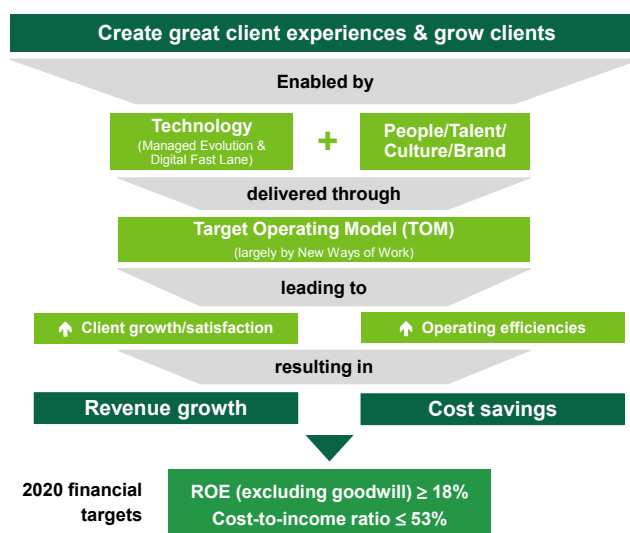 Create great client experiences & grow clients
Enabled by
Technology
(Managed Evolution &
Digital Fast Lane)
+
People/Talent/
Culture/Brand
delivered through
Target Operating Model (TOM)
(largely by New Ways of Work)
leading to
Client growth/satisfaction
Operating efficiencies
resulting in
Revenue growth
Cost savings
2020 financial
targets
ROE (excluding goodwill) ≥ 18%
Cost-to-income ratio ≤ 53%